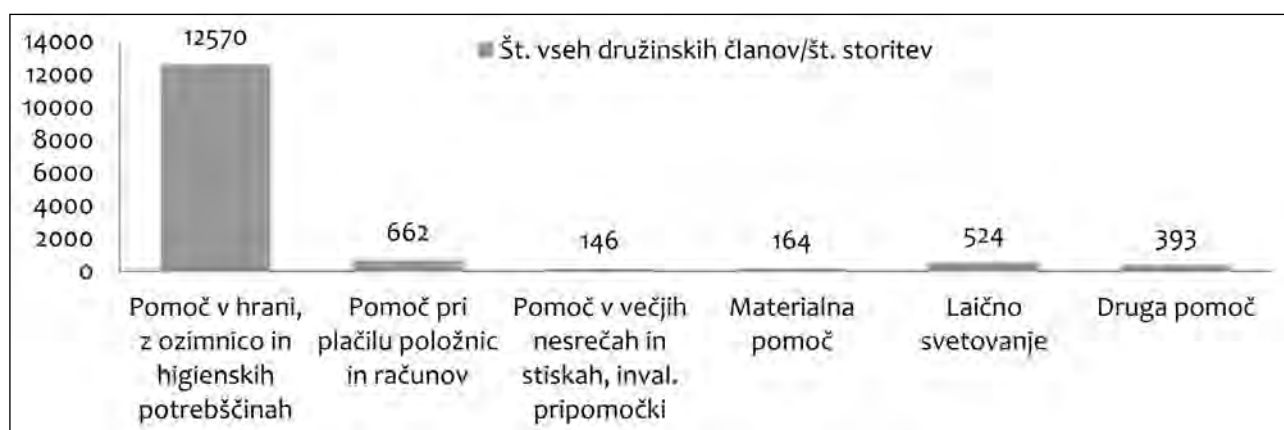 14000
12000
10000
8000
6000
4000
2000
0
Št. vseh družinskih članov/št. storitev
12570
662
146
164
524
393
Pomoč v hrani,
z ozimnico in
higienskih
potrebščinah
Pomoč pri
plačilu položnic
in računov
Pomoč v večjih
nesrečah in
stiskah, inval.
pripomočki
Materialna
pomoč
Laično
svetovanje
Druga pomoč